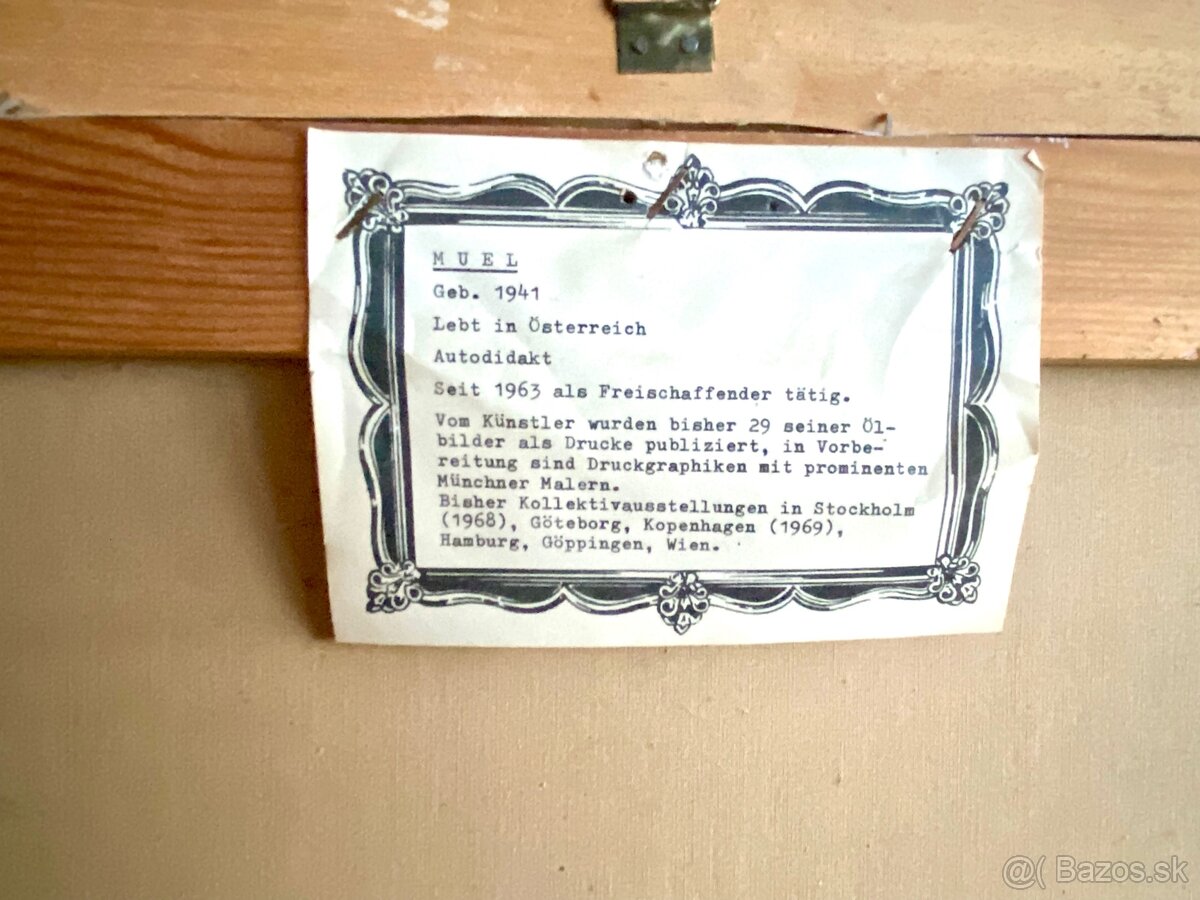 M U E L
Geb. 1941
Lebt in Österreich
Autodidakt
Seit 1963 als Freischaffender tätig.
Vom Künstler wurden bisher 29 seiner Öl-
bilder als Drucke publiziert, in Vorbe-
reitung sind Druckgraphiken mit prominenten
Münchner Malern.
Bisher Kollektivausstellungen in Stockholm
(1968), Göteborg, Kopenhagen (1969),
Hamburg, Göppingen, Wien.
@( Bazos.sk